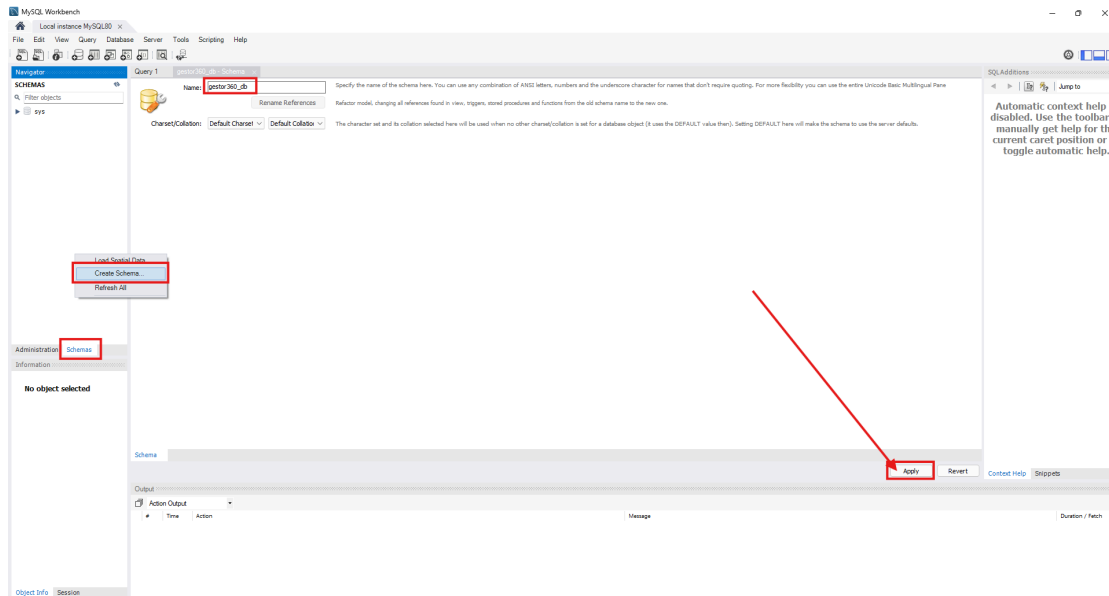 MySQL Workbench
Local instance MySQL80 ×
File Edit View Query Database Server Tools Scripting Help
Navigator
SCHEMAS
Filter objects
sys
Load Spatial Data
Create Schema...
Refresh All
Administration Schemas
Information
No object selected
Object Info Session
Query 1 gestor360_db - Schema
Name: gestor360_db
Specify the name of the schema here. You can use any combination of ANSI letters, numbers and the underscore character for names that don't require quoting. For more flexibility you can use the entire Unicode Basic Multilingual Pane
Rename References
Refactor model, changing all references found in view, triggers, stored procedures and functions from the old schema name to the new one.
Charset/Collation: Default Charset Default Collation
The character set and its collation selected here will be used when no other charset/collation is set for a database object (it uses the DEFAULT value then). Setting DEFAULT here will make the schema to use the server defaults.
Schema
Apply Revert
Output
Action Output
# Time Action Message Duration / Fetch
SQLAdditions
Jump to
Automatic context help
disabled. Use the toolbar
manually get help for th
current caret position or
toggle automatic help.
Context Help Snippets